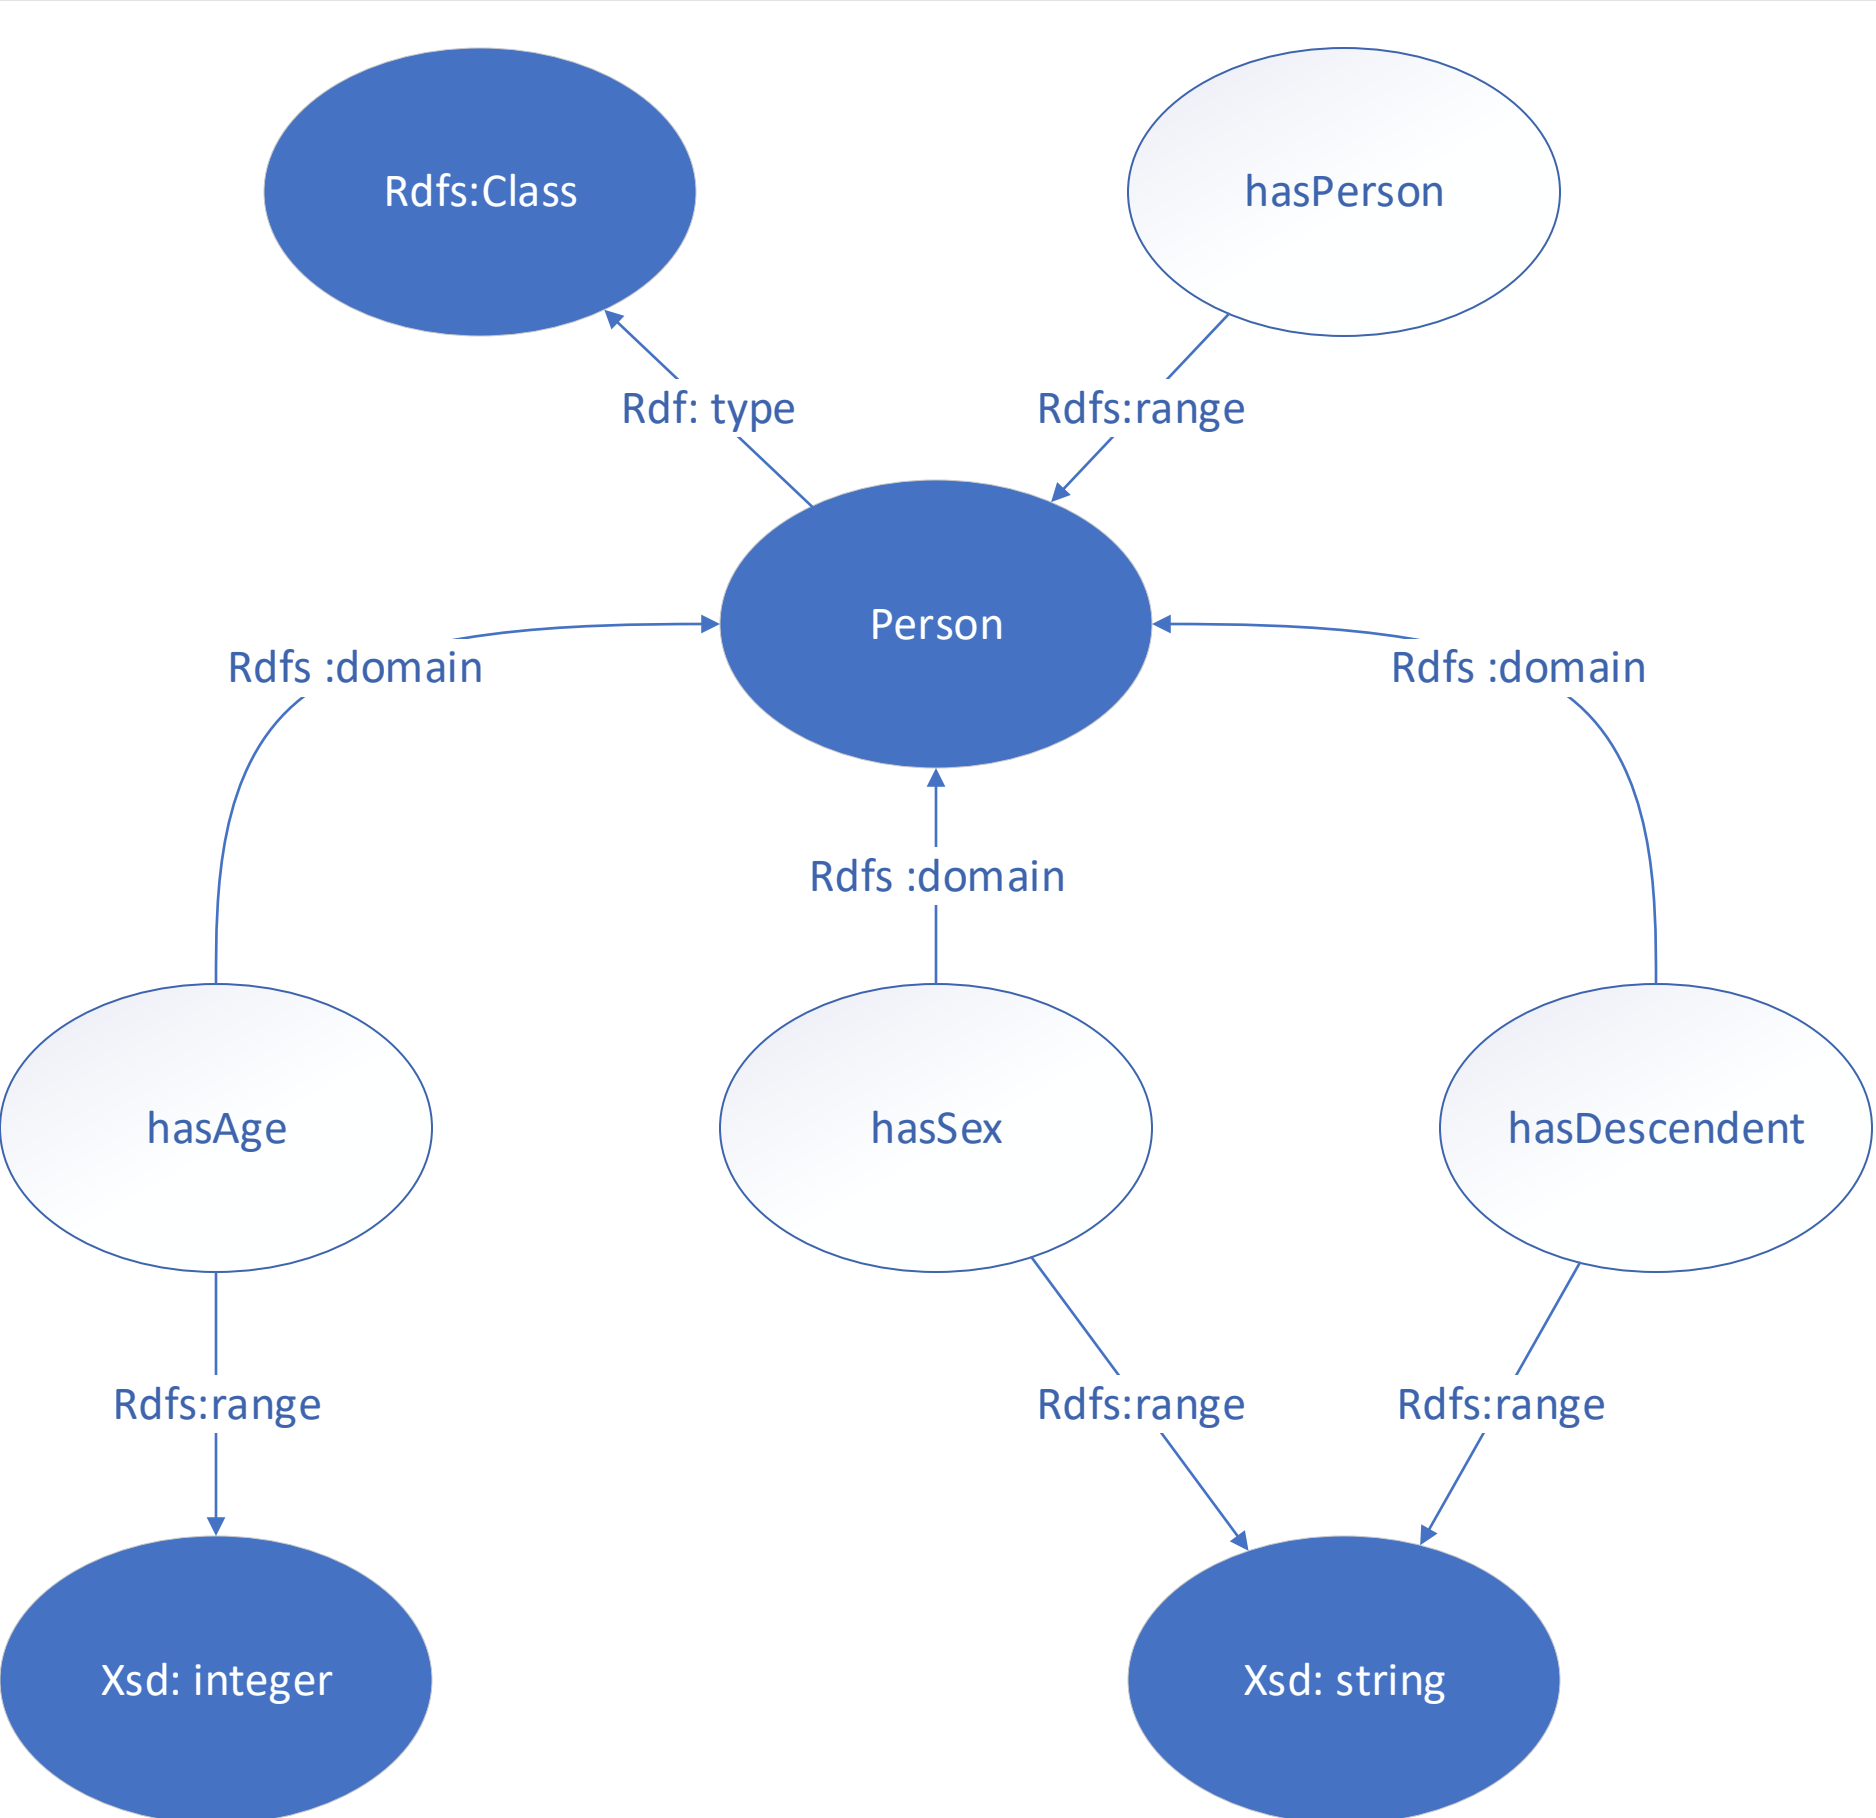 Rdfs:Class
hasPerson
Rdf: type
Rdfs:range
Person
Rdfs :domain
Rdfs :domain
Rdfs :domain
hasAge
hasSex
hasDescendent
Rdfs:range
Rdfs:range
Rdfs:range
Xsd: integer
Xsd: string